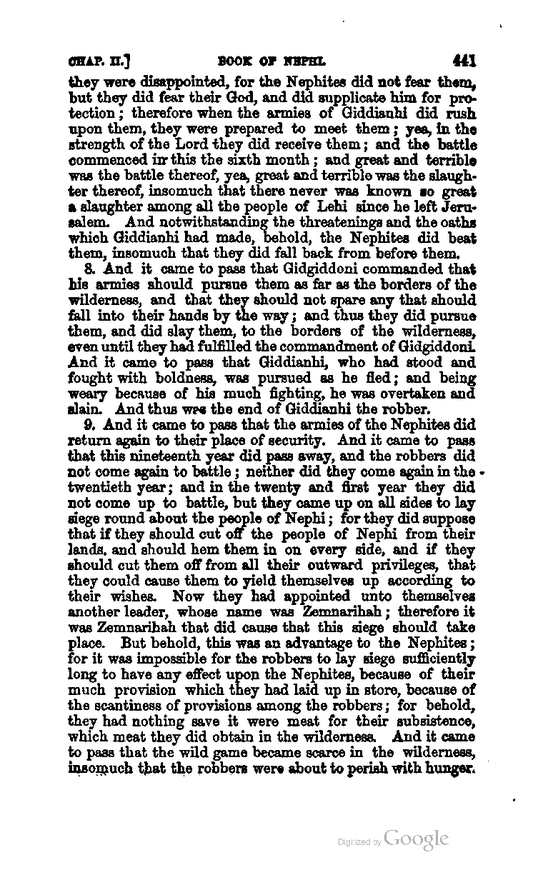 CHAP. II.] BOOK OF NEPHI. 441
they were disappointed, for the Nephites did not fear them,
but they did fear their God, and did supplicate him for pro-
tection; therefore when the armies of Giddianhi did rush
upon them, they were prepared to meet them; yea, in the
strength of the Lord they did receive them; and the battle
commenced in this the sixth month; and great and terrible
was the battle thereof, yea, great and terrible was the slaugh-
ter thereof, insomuch that there never was known so great
a slaughter among all the people of Lehi since he left Jeru-
salem. And notwithstanding the threatenings and the oaths
which Giddianhi had made, behold, the Nephites did beat
them, insomuch that they did fall back from before them.
8. And it came to pass that Gidgiddoni commanded that
his armies should pursue them as far as the borders of the
wilderness, and that they should not spare any that should
fall into their hands by the way; and thus they did pursue
them, and did slay them, to the borders of the wilderness,
even until they had fulfilled the commandment of Gidgiddoni.
And it came to pass that Giddianhi, who had stood and
fought with boldness, was pursued as he fled; and being
weary because of his much fighting, he was overtaken and
slain. And thus was the end of Giddianhi the robber.
9. And it came to pass that the armies of the Nephites did
return again to their place of security. And it came to pass
that this nineteenth year did pass away, and the robbers did
not come again to battle; neither did they come again in the
twentieth year; and in the twenty and first year they did
not come up to battle, but they came up on all sides to lay
siege round about the people of Nephi; for they did suppose
that if they should cut off the people of Nephi from their
lands, and should hem them in on every side, and if they
should cut them off from all their outward privileges, that
they could cause them to yield themselves up according to
their wishes. Now they had appointed unto themselves
another leader, whose name was Zemnarihah; therefore it
was Zemnarihah that did cause that this siege should take
place. But behold, this was an advantage to the Nephites;
for it was impossible for the robbers to lay siege sufficiently
long to have any effect upon the Nephites, because of their
much provision which they had laid up in store, because of
the scantiness of provisions among the robbers; for behold,
they had nothing save it were meat for their subsistence,
which meat they did obtain in the wilderness. And it came
to pass that the wild game became scarce in the wilderness,
insomuch that the robbers were about to perish with hunger.
Digitized by Google